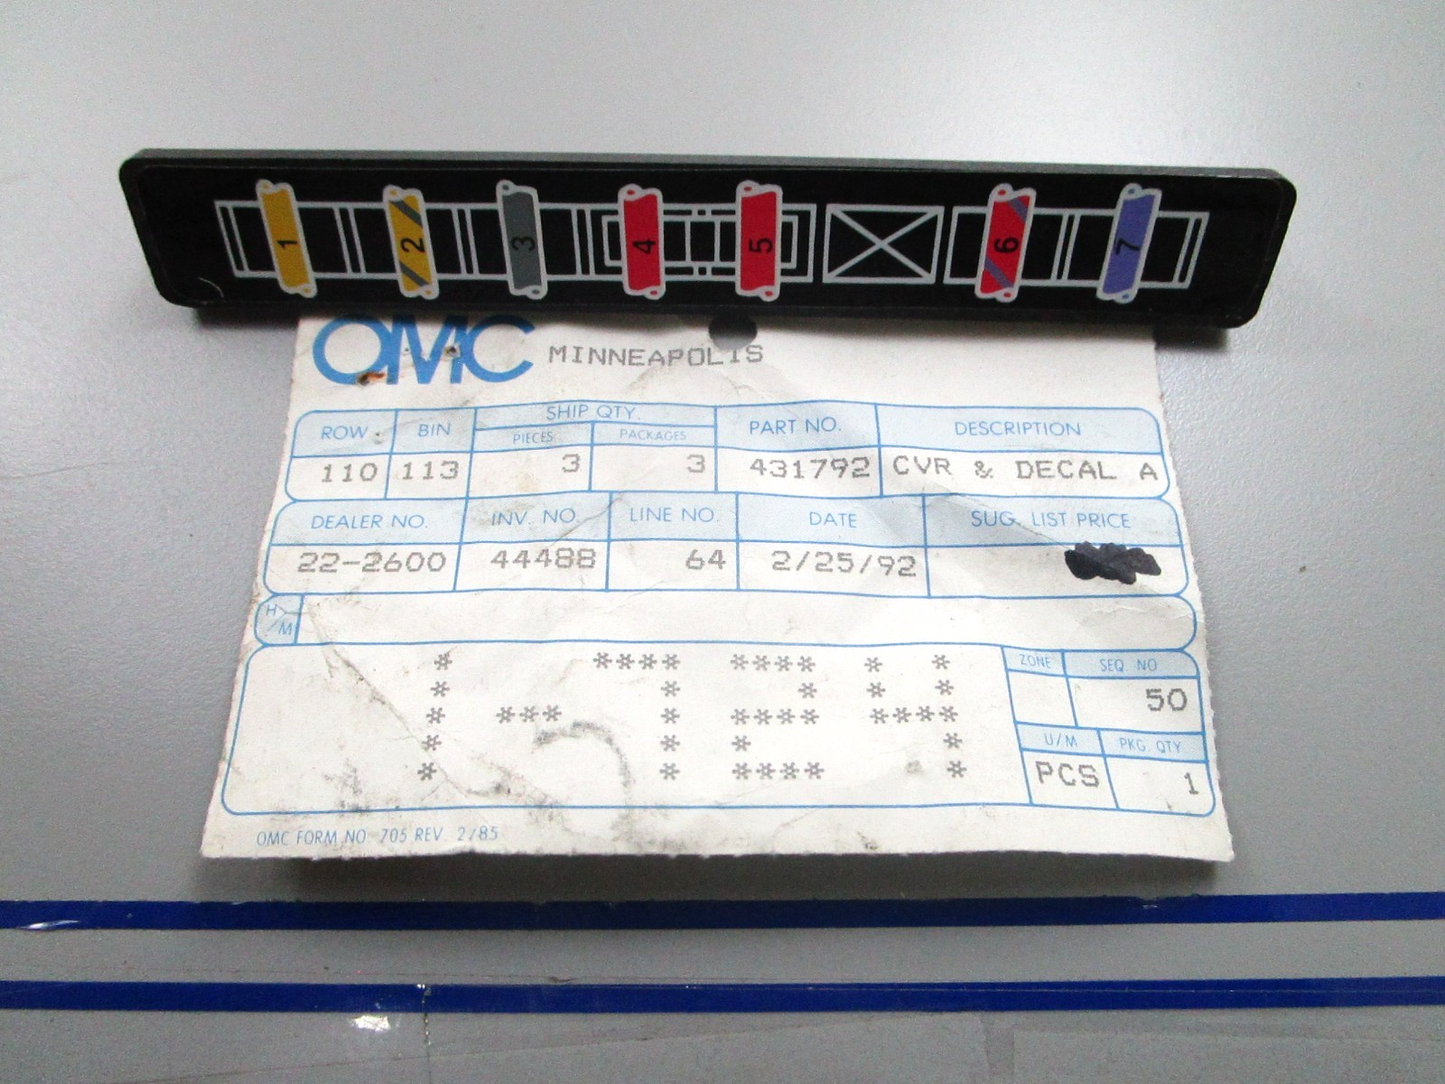 1 2 3 4 5 6 7
OMC MINNEAPOLIS
ROW BIN SHIP QTY. PART NO. DESCRIPTION
PIECES PACKAGES
110 113 3 3 431792 CVR & DECAL A
DEALER NO. INV. NO. LINE NO. DATE SUG. LIST PRICE
22-2600 44488 64 2/25/92
H/M
* **** **** * *
* * * * *
* *** * **** ****
* * * *
* * **** *
ZONE SEQ NO
50
U/M PKG. QTY
PCS 1
OMC FORM NO. 705 REV. 2/85